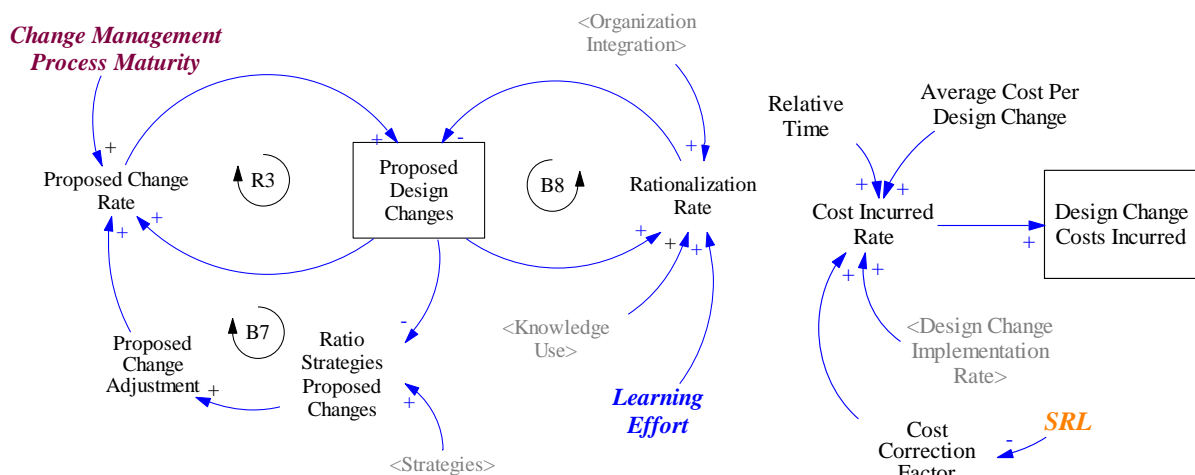 Change Management
Process Maturity
<Organization
Integration>
Relative
Time
Average Cost Per
Design Change
+
+
-
+
+
+
Proposed Change
Rate
R3
Proposed
Design
Changes
B8
Rationalization
Rate
Cost Incurred
Rate
Design Change
Costs Incurred
+
+
+
+
+
+
+
+
Proposed
Change
Adjustment
B7
-
Ratio
Strategies
Proposed
Changes
<Knowledge
Use>
<Design Change
Implementation
Rate>
+
+
<Strategies>
Learning
Effort
Cost
Correction
Factor
-
SRL